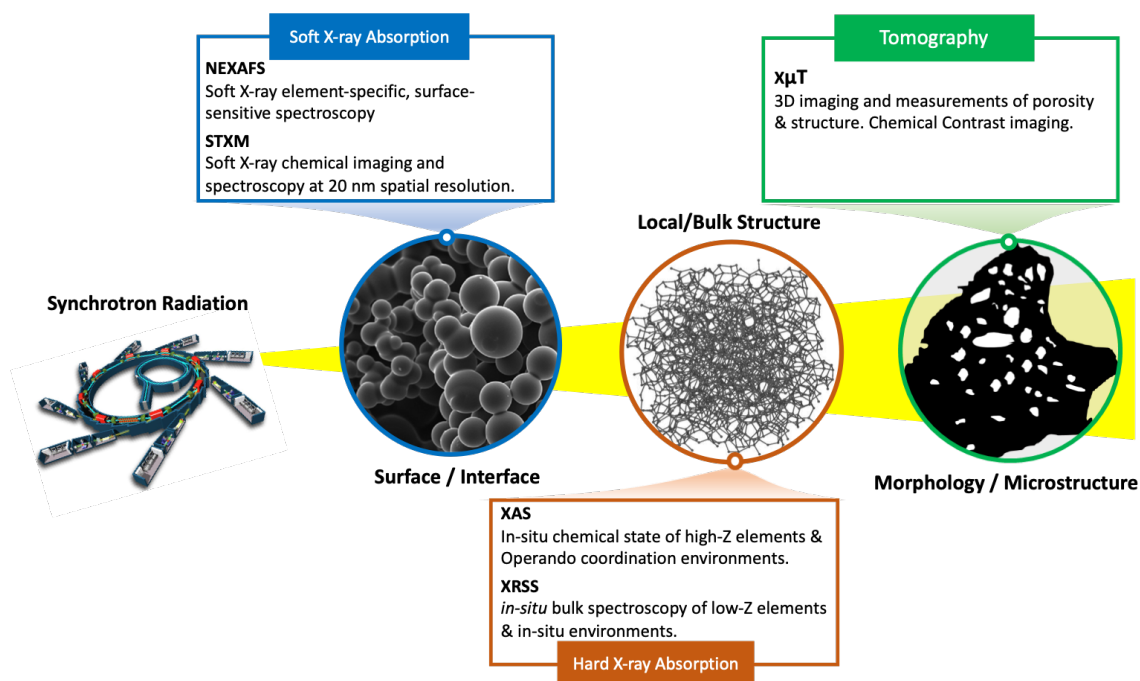 Soft X-ray Absorption
NEXAFS
Soft X-ray element-specific, surface-
sensitive spectroscopy
STXM
Soft X-ray chemical imaging and
spectroscopy at 20 nm spatial resolution.
Tomography
xμT
3D imaging and measurements of porosity
& structure. Chemical Contrast imaging.
Local/Bulk Structure
Synchrotron Radiation
Surface / Interface
Morphology / Microstructure
XAS
In-situ chemical state of high-Z elements &
Operando coordination environments.
XRSS
in-situ bulk spectroscopy of low-Z elements
& in-situ environments.
Hard X-ray Absorption